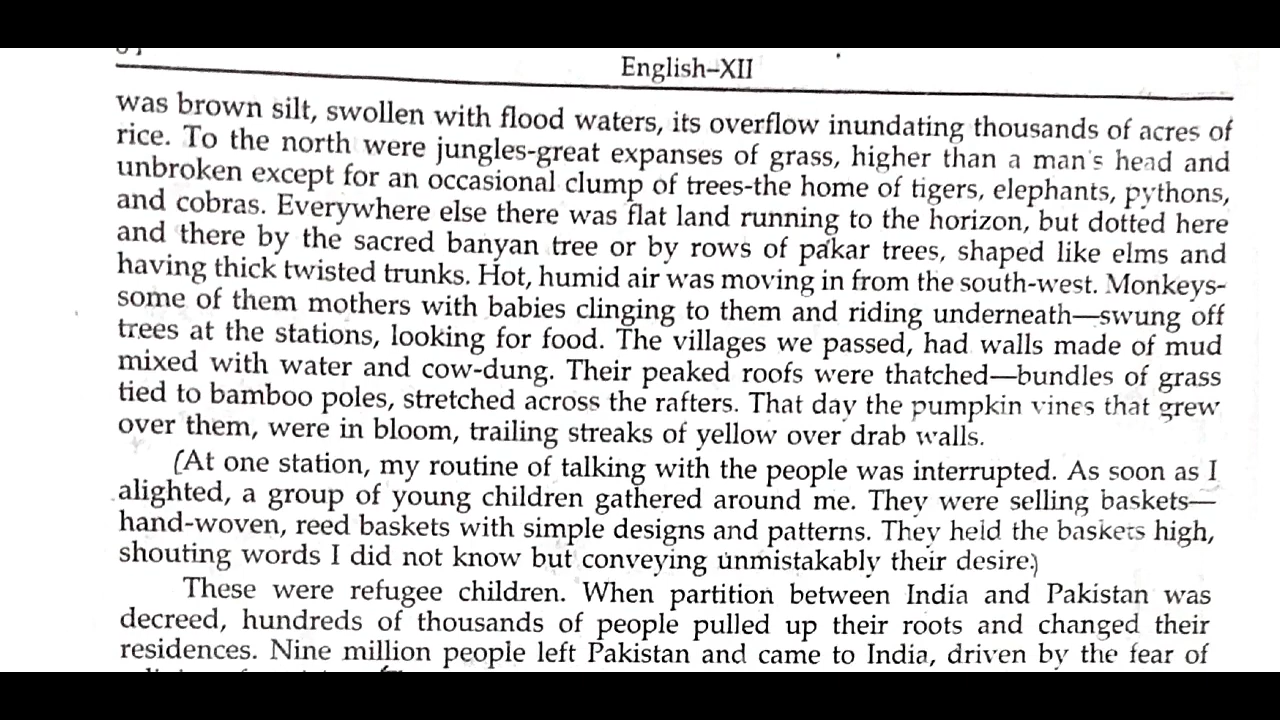 English–XII
was brown silt, swollen with flood waters, its overflow inundating thousands of acres of
rice. To the north were jungles-great expanses of grass, higher than a man's head and
unbroken except for an occasional clump of trees-the home of tigers, elephants, pythons,
and cobras. Everywhere else there was flat land running to the horizon, but dotted here
and there by the sacred banyan tree or by rows of pakar trees, shaped like elms and
having thick twisted trunks. Hot, humid air was moving in from the south-west. Monkeys-
some of them mothers with babies clinging to them and riding underneath—swung off
trees at the stations, looking for food. The villages we passed, had walls made of mud
mixed with water and cow-dung. Their peaked roofs were thatched—bundles of grass
tied to bamboo poles, stretched across the rafters. That day the pumpkin vines that grew
over them, were in bloom, trailing streaks of yellow over drab walls.
(At one station, my routine of talking with the people was interrupted. As soon as I
alighted, a group of young children gathered around me. They were selling baskets—
hand-woven, reed baskets with simple designs and patterns. They held the baskets high,
shouting words I did not know but conveying unmistakably their desire.)
These were refugee children. When partition between India and Pakistan was
decreed, hundreds of thousands of people pulled up their roots and changed their
residences. Nine million people left Pakistan and came to India, driven by the fear of